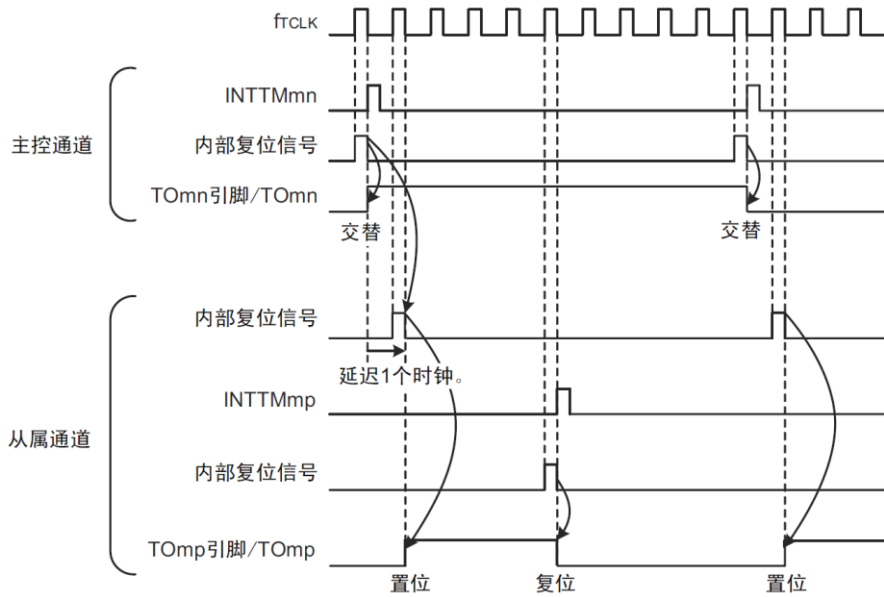 fTCLK
INTTMmn
主控通道
内部复位信号
TOmn引脚/TOmn
交替
交替
内部复位信号
延迟1个时钟。
INTTMmp
从属通道
内部复位信号
TOmp引脚/TOmp
置位
复位
置位